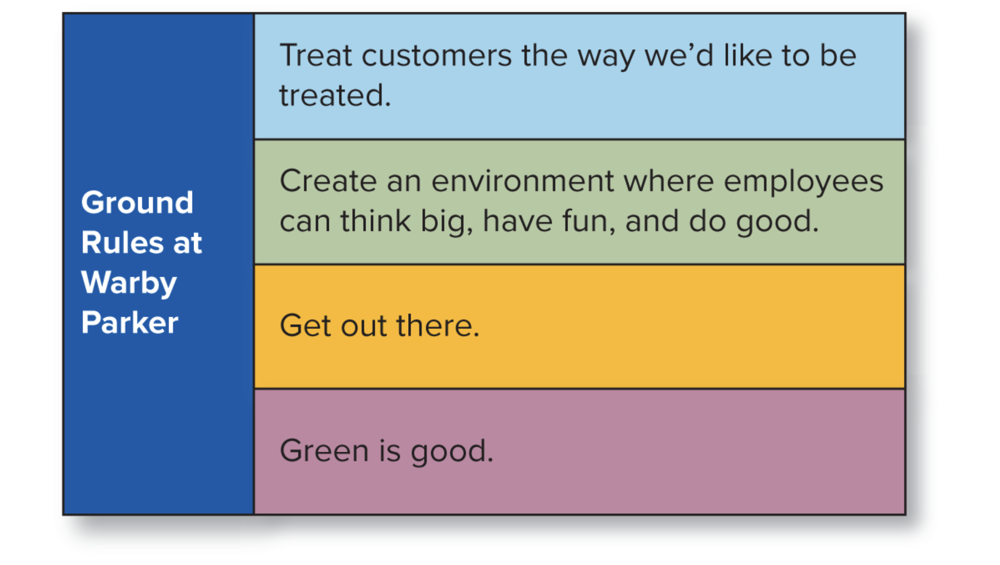 Ground
Rules at
Warby
Parker
Treat customers the way we’d like to be
treated.
Create an environment where employees
can think big, have fun, and do good.
Get out there.
Green is good.